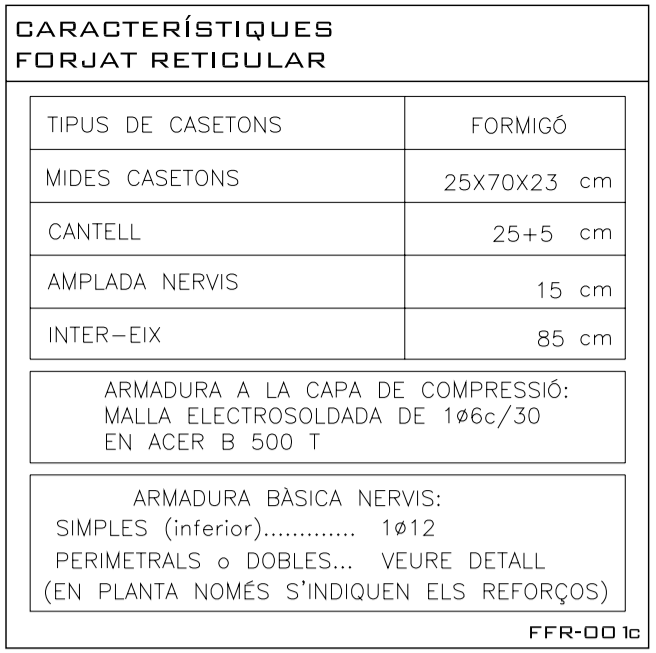 CARACTERÍSTIQUES
FORJAT RETICULAR
TIPUS DE CASETONS FORMIGÓ
MIDES CASETONS 25X70X23 cm
CANTELL 25+5 cm
AMPLADA NERVIS 15 cm
INTER-EIX 85 cm
ARMADURA A LA CAPA DE COMPRESSIÓ:
MALLA ELECTROSOLDADA DE 1ø6c/30
EN ACER B 500 T
ARMADURA BÀSICA NERVIS:
SIMPLES (inferior)............. 1ø12
PERIMETRALS o DOBLES... VEURE DETALL
(EN PLANTA NOMÉS S'INDIQUEN ELS REFORÇOS)
FFR-001c